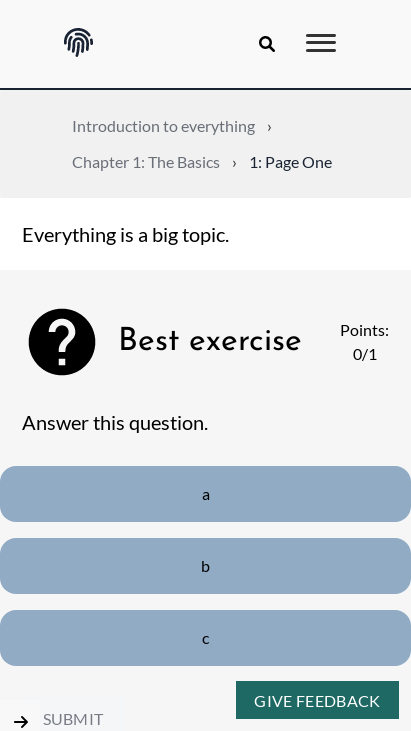 Introduction to everything ›
Chapter 1: The Basics › 1: Page One
Everything is a big topic.
Best exercise
Points:
0/1
Answer this question.
a
b
c
GIVE FEEDBACK
SUBMIT